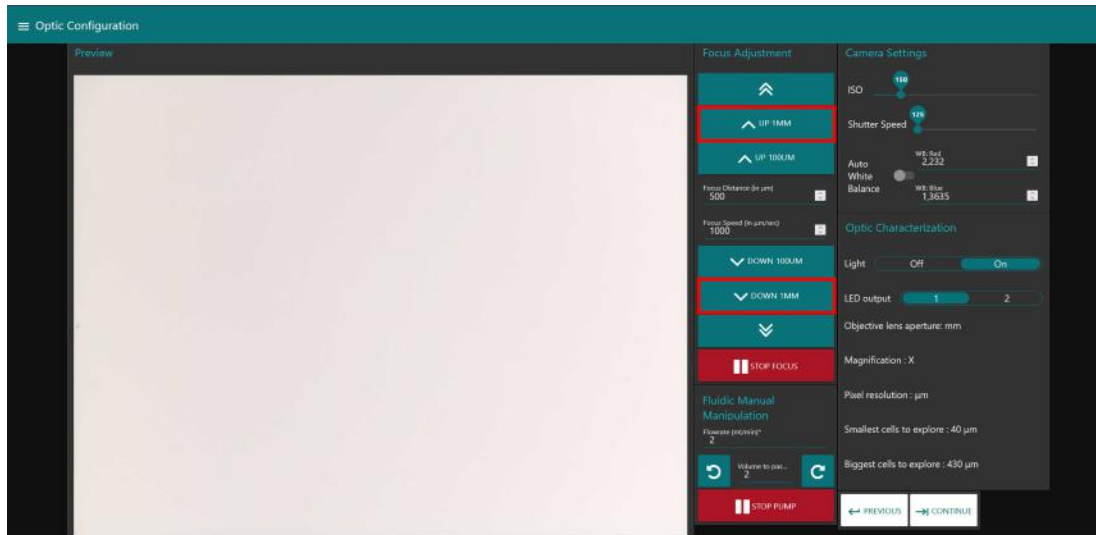 Optic Configuration
Preview
Focus Adjustment
UP 1MM
UP 100UM
Focus Distance (in µm)
500
Focus Speed (in µm/sec)
1000
DOWN 100UM
DOWN 1MM
STOP FOCUS
Fluidic Manual
Manipulation
Flowrate (ml/min)*
2
Volume to pas...
2
STOP PUMP
Camera Settings
ISO
150
Shutter Speed
125
Auto
White
Balance
WB: Red
2,232
WB: Blue
1,3635
Optic Characterization
Light Off On
LED output 1 2
Objective lens aperture: mm
Magnification : X
Pixel resolution : µm
Smallest cells to explore : 40 µm
Biggest cells to explore : 430 µm
PREVIOUS
CONTINUE